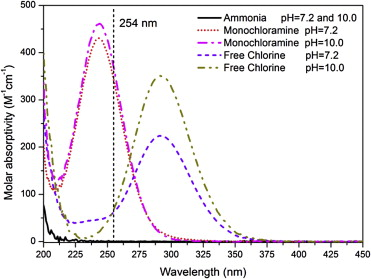 254 nm
Ammonia pH=7.2 and 10.0
Monochloramine pH=7.2
Monochloramine pH=10.0
Free Chlorine pH=7.2
Free Chlorine pH=10.0
Molar absorptivity (M⁻¹cm⁻¹)
500
400
300
200
100
0
200 225 250 275 300 325 350 375 400 425 450
Wavelength (nm)